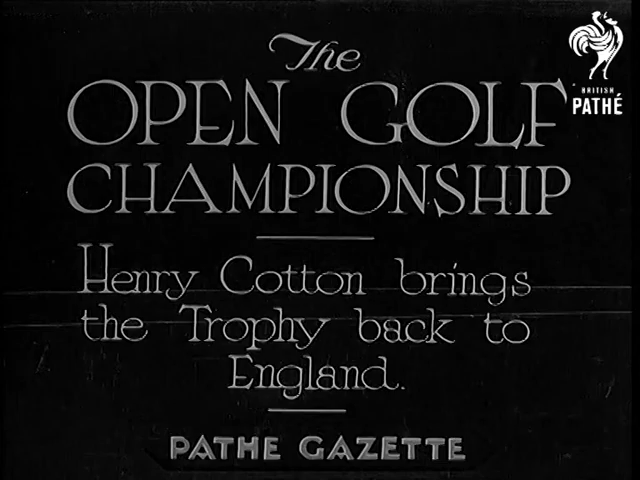 The
OPEN GOLF
CHAMPIONSHIP
Henry Cotton brings
the Trophy back to
England.
PATHE GAZETTE
BRITISH
PATHÉ